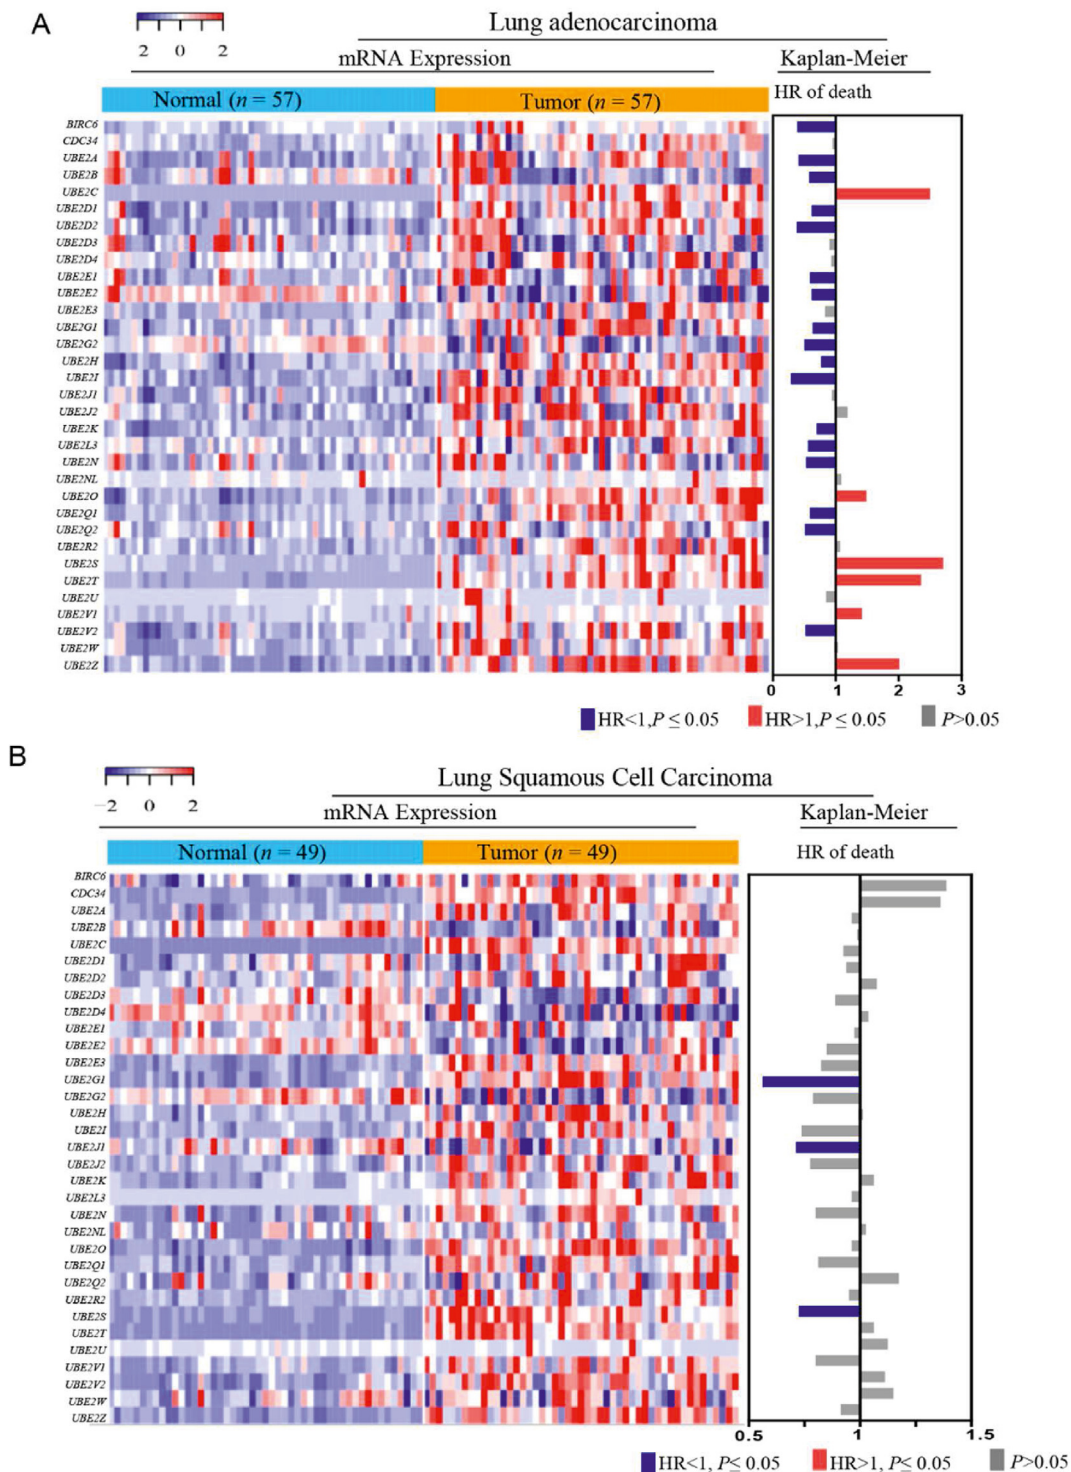 A
Lung adenocarcinoma
2 0 2
mRNA Expression
Kaplan-Meier
Normal (n = 57)
Tumor (n = 57)
HR of death
BIRC6
CDC34
UBE2A
UBE2B
UBE2C
UBE2D1
UBE2D2
UBE2D3
UBE2D4
UBE2E1
UBE2E2
UBE2E3
UBE2G1
UBE2G2
UBE2H
UBE2I
UBE2J1
UBE2J2
UBE2K
UBE2L3
UBE2N
UBE2NL
UBE2O
UBE2Q1
UBE2Q2
UBE2R2
UBE2S
UBE2T
UBE2U
UBE2V1
UBE2V2
UBE2W
UBE2Z
0 1 2 3
HR<1,P ≤ 0.05
HR>1,P ≤ 0.05
P>0.05
B
Lung Squamous Cell Carcinoma
−2 0 2
mRNA Expression
Kaplan-Meier
Normal (n = 49)
Tumor (n = 49)
HR of death
BIRC6
CDC34
UBE2A
UBE2B
UBE2C
UBE2D1
UBE2D2
UBE2D3
UBE2D4
UBE2E1
UBE2E2
UBE2E3
UBE2G1
UBE2G2
UBE2H
UBE2I
UBE2J1
UBE2J2
UBE2K
UBE2L3
UBE2N
UBE2NL
UBE2O
UBE2Q1
UBE2Q2
UBE2R2
UBE2S
UBE2T
UBE2U
UBE2V1
UBE2V2
UBE2W
UBE2Z
0.5 1 1.5
HR<1, P≤ 0.05
HR>1, P≤ 0.05
P>0.05